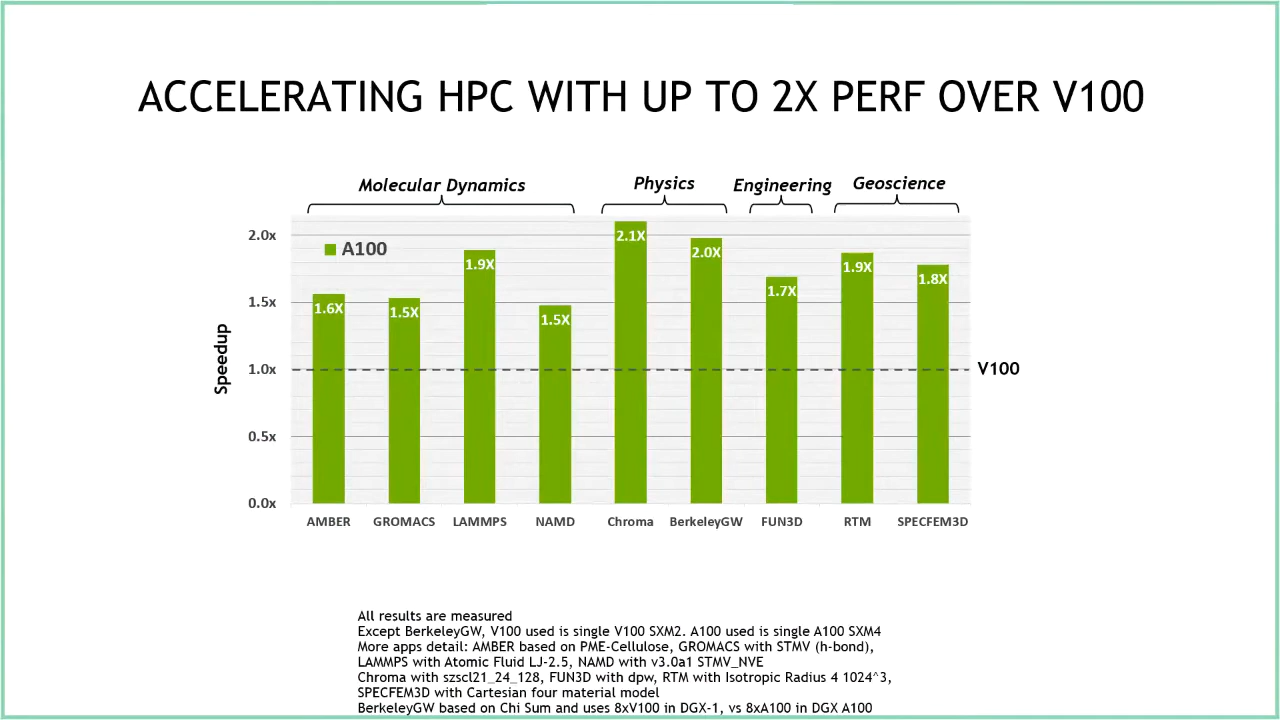 ACCELERATING HPC WITH UP TO 2X PERF OVER V100
Molecular Dynamics
Physics
Engineering
Geoscience
A100
Speedup
2.0x
1.5x
1.0x
0.5x
0.0x
1.6X
1.5X
1.9X
1.5X
2.1X
2.0X
1.7X
1.9X
1.8X
V100
AMBER
GROMACS
LAMMPS
NAMD
Chroma
BerkeleyGW
FUN3D
RTM
SPECFEM3D
All results are measured
Except BerkeleyGW, V100 used is single V100 SXM2. A100 used is single A100 SXM4
More apps detail: AMBER based on PME-Cellulose, GROMACS with STMV (h-bond),
LAMMPS with Atomic Fluid LJ-2.5, NAMD with v3.0a1 STMV_NVE
Chroma with szscl21_24_128, FUN3D with dpw, RTM with Isotropic Radius 4 1024^3,
SPECFEM3D with Cartesian four material model
BerkeleyGW based on Chi Sum and uses 8xV100 in DGX-1, vs 8xA100 in DGX A100